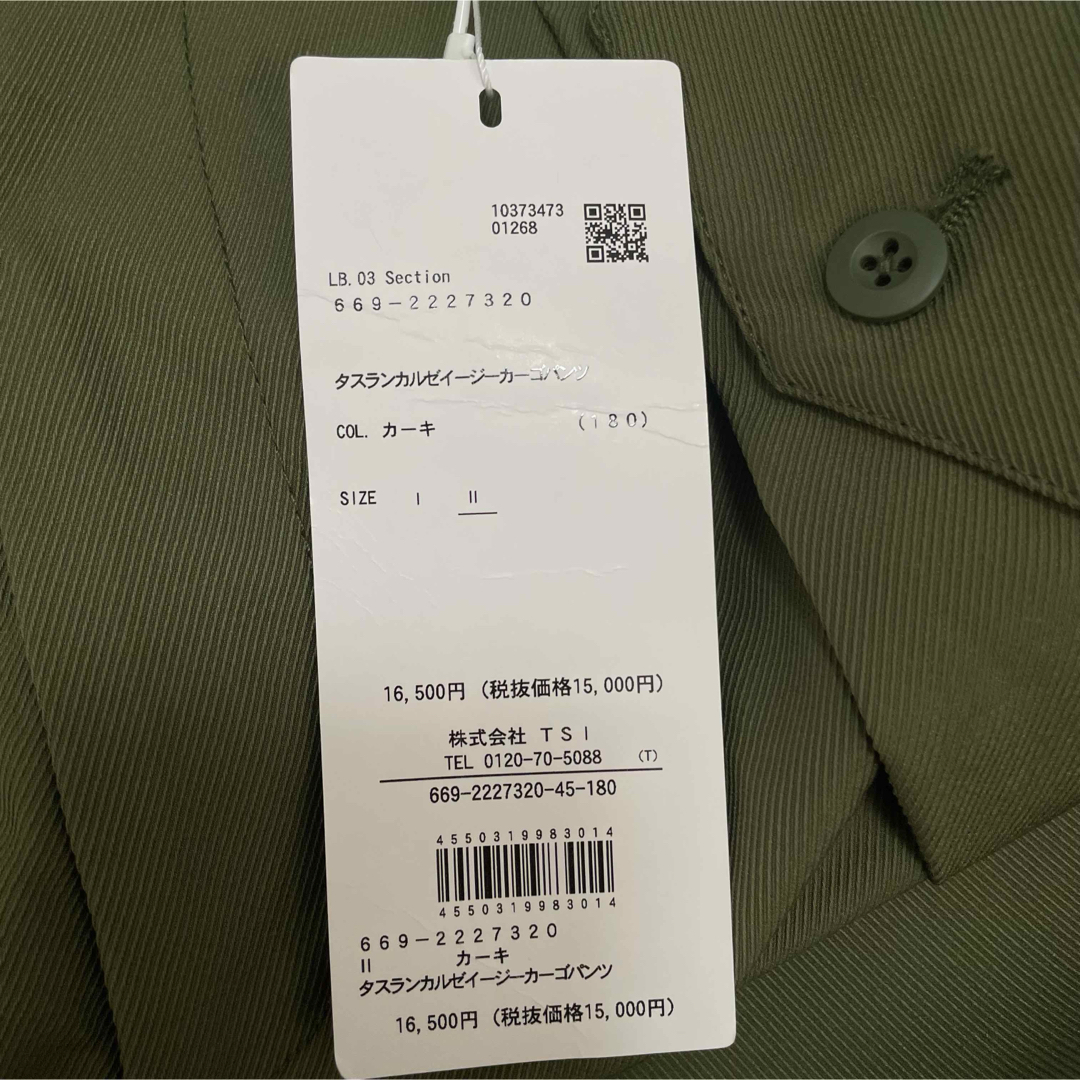 10373473
01268
LB.03 Section
669-2227320
タスランカルゼイージーカーゴパンツ
COL. カーキ (180)
SIZE I II
16,500円 (税抜価格15,000円)
株式会社 TSI
TEL 0120-70-5088 (T)
669-2227320-45-180
4550319983014
4550319983014
669-2227320
II カーキ
タスランカルゼイージーカーゴパンツ
16,500円 (税抜価格15,000円)